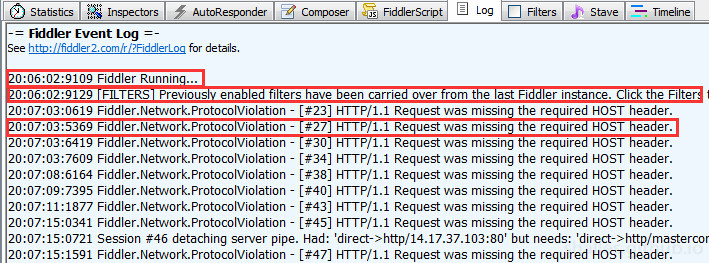 Statistics Inspectors AutoResponder Composer FiddlerScript Log Filters Stave Timeline
-= Fiddler Event Log =-
See http://fiddler2.com/r/?FiddlerLog for details.
20:06:02:9109 Fiddler Running...
20:06:02:9129 [FILTERS] Previously enabled filters have been carried over from the last Fiddler instance. Click the Filters
20:07:03:0619 Fiddler.Network.ProtocolViolation - [#23] HTTP/1.1 Request was missing the required HOST header.
20:07:03:5369 Fiddler.Network.ProtocolViolation - [#27] HTTP/1.1 Request was missing the required HOST header.
20:07:03:6419 Fiddler.Network.ProtocolViolation - [#30] HTTP/1.1 Request was missing the required HOST header.
20:07:03:7609 Fiddler.Network.ProtocolViolation - [#34] HTTP/1.1 Request was missing the required HOST header.
20:07:08:6164 Fiddler.Network.ProtocolViolation - [#38] HTTP/1.1 Request was missing the required HOST header.
20:07:09:7395 Fiddler.Network.ProtocolViolation - [#40] HTTP/1.1 Request was missing the required HOST header.
20:07:11:1877 Fiddler.Network.ProtocolViolation - [#43] HTTP/1.1 Request was missing the required HOST header.
20:07:15:0341 Fiddler.Network.ProtocolViolation - [#45] HTTP/1.1 Request was missing the required HOST header.
20:07:15:0721 Session #46 detaching server pipe. Had: 'direct->http/14.17.37.103:80' but needs: 'direct->http/mastercon
20:07:15:1591 Fiddler.Network.ProtocolViolation - [#47] HTTP/1.1 Request was missing the required HOST header.